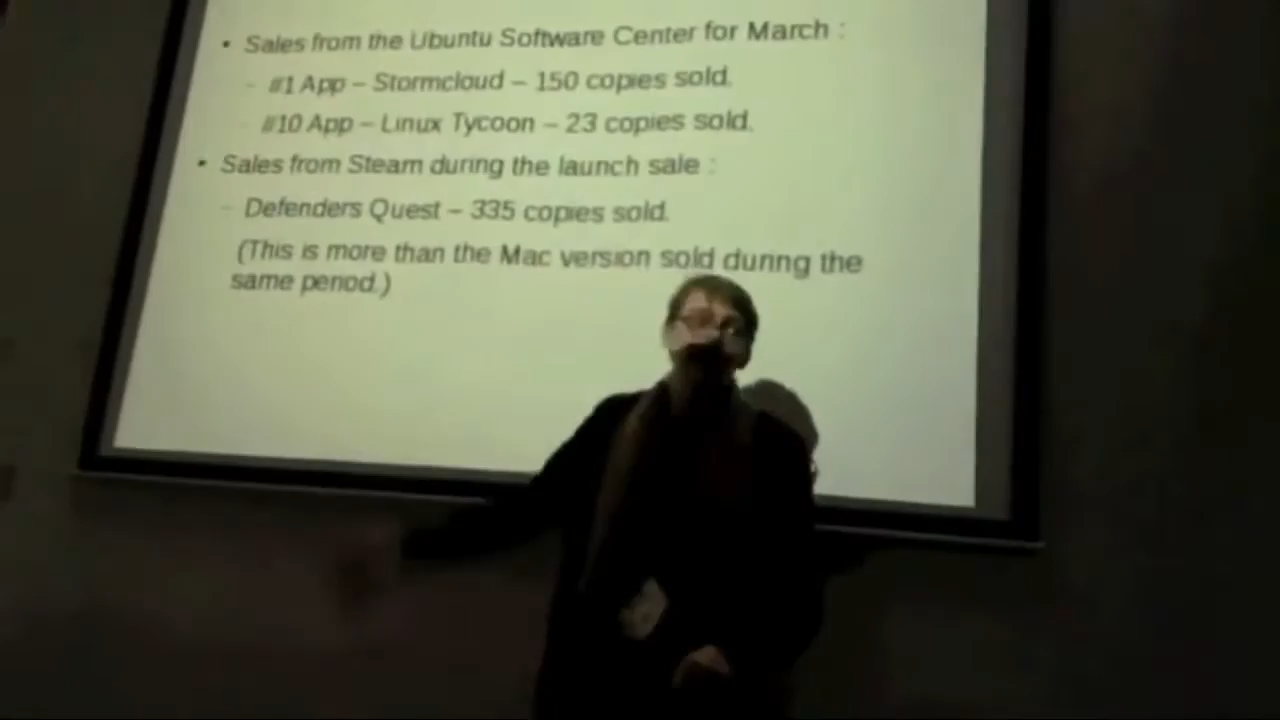 • Sales from the Ubuntu Software Center for March :
– #1 App – Stormcloud – 150 copies sold.
– #10 App – Linux Tycoon – 23 copies sold.
• Sales from Steam during the launch sale :
– Defenders Quest – 335 copies sold.
(This is more than the Mac version sold during the
same period.)